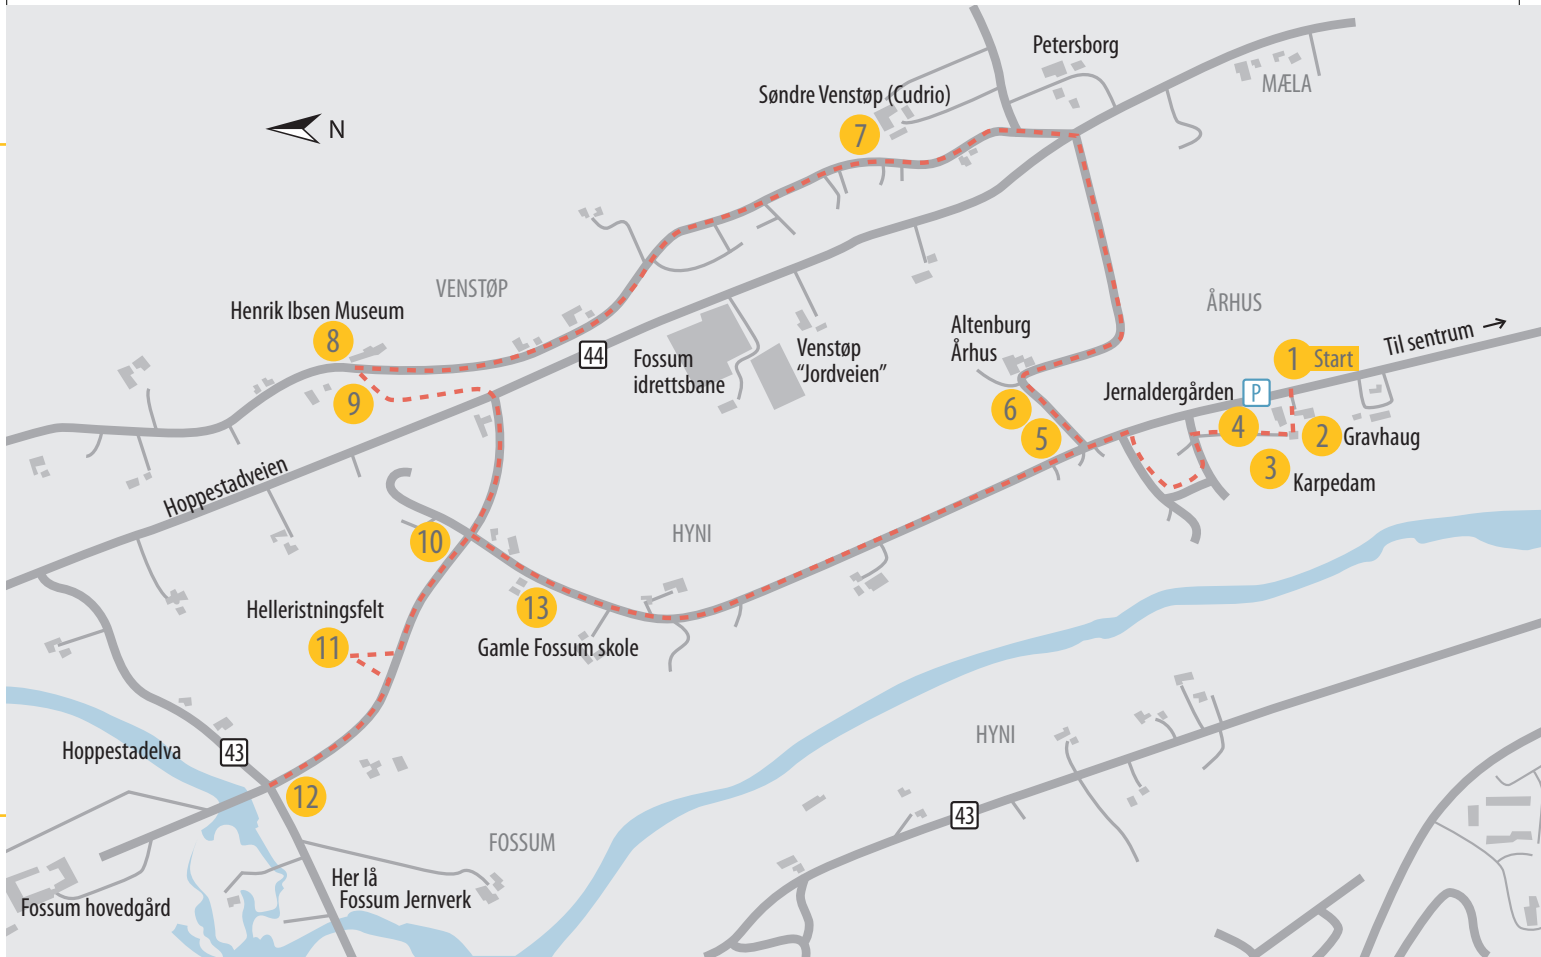 Petersborg
MÆLA
Søndre Venstøp (Cudrio)
7
N
VENSTØP
Henrik Ibsen Museum
8
9
44
Fossum
idrettsbane
Venstøp
“Jordveien”
Altenburg
Århus
6
5
ÅRHUS
Til sentrum
1 Start
Jernaldergården P
4
2 Gravhaug
3
Karpedam
Hoppestadveien
10
HYNI
Helleristningsfelt
11
13
Gamle Fossum skole
Hoppestadelva
43
12
HYNI
43
FOSSUM
Her lå
Fossum Jernverk
Fossum hovedgård